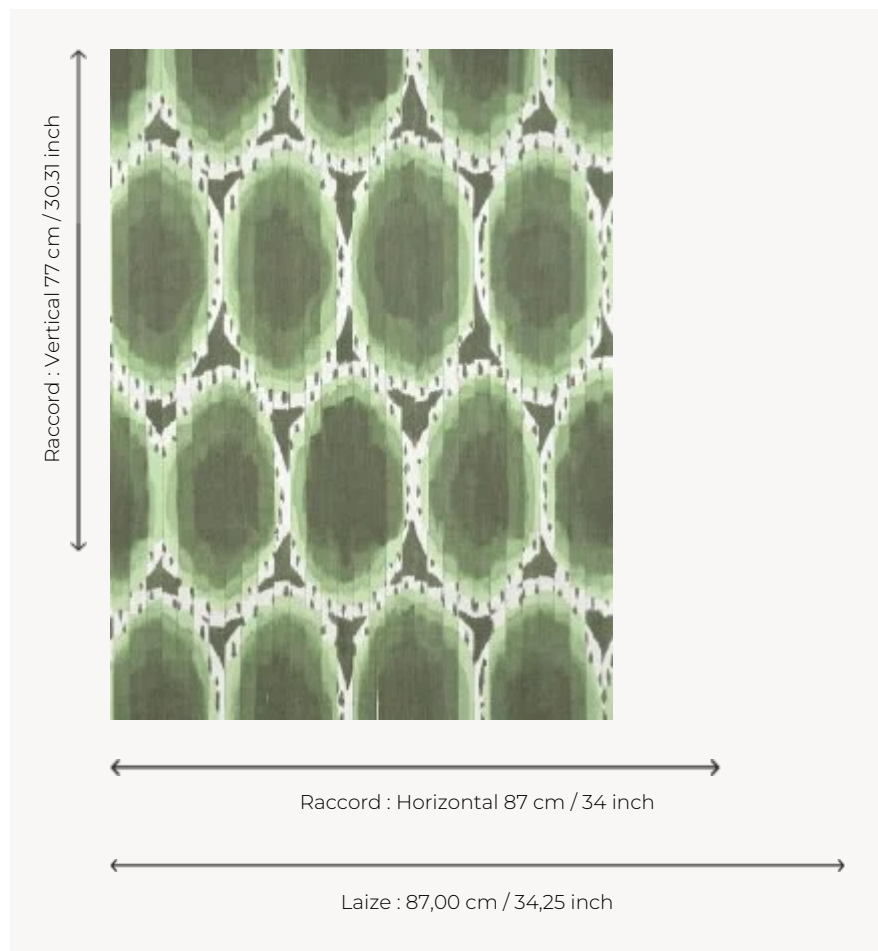 Raccord : Vertical 77 cm / 30.31 inch
Raccord : Horizontal 87 cm / 34 inch
Laize : 87,00 cm / 34,25 inch